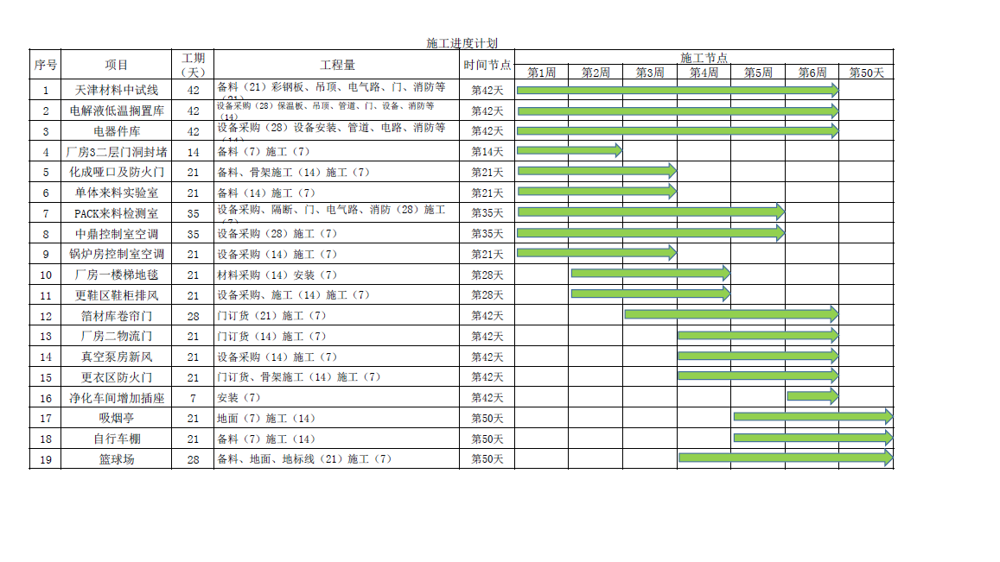 施工进度计划
序号 项目 工期（天） 工程量 时间节点 施工节点
第1周 第2周 第3周 第4周 第5周 第6周 第50天
1 天津材料中试线 42 备料（21）彩钢板、吊顶、电气路、门、消防等 第42天
2 电解液低温搁置库 42 设备采购（28）保温板、吊顶、管道、门、设备、消防等（14） 第42天
3 电器件库 42 设备采购（28）设备安装、管道、电路、消防等 第42天
4 厂房3二层门洞封堵 14 备料（7）施工（7） 第14天
5 化成哑口及防火门 21 备料、骨架施工（14）施工（7） 第21天
6 单体来料实验室 21 备料（14）施工（7） 第21天
7 PACK来料检测室 35 设备采购、隔断、门、电气路、消防（28）施工 第35天
8 中鼎控制室空调 35 设备采购（28）施工（7） 第35天
9 锅炉房控制室空调 21 设备采购（14）施工（7） 第21天
10 厂房一楼梯地毯 21 材料采购（14）安装（7） 第28天
11 更鞋区鞋柜排风 21 设备采购、施工（14）施工（7） 第28天
12 箔材库卷帘门 28 门订货（21）施工（7） 第42天
13 厂房二物流门 21 门订货（14）施工（7） 第42天
14 真空泵房新风 21 设备采购（14）施工（7） 第42天
15 更衣区防火门 21 门订货、骨架施工（14）施工（7） 第42天
16 净化车间增加插座 7 安装（7） 第42天
17 吸烟亭 21 地面（7）施工（14） 第50天
18 自行车棚 21 备料（7）施工（14） 第50天
19 篮球场 28 备料、地面、地标线（21）施工（7） 第50天